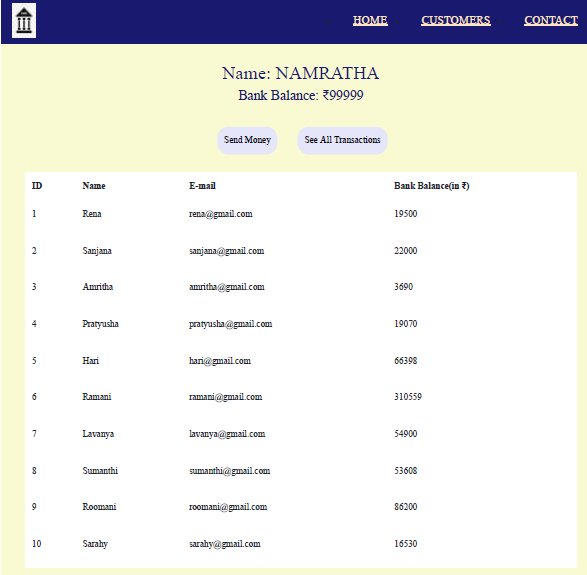 HOME CUSTOMERS CONTACT
Name: NAMRATHA
Bank Balance: ₹99999
Send Money See All Transactions
ID Name E-mail Bank Balance(in ₹)
1 Rena rena@gmail.com 19500
2 Sanjana sanjana@gmail.com 22000
3 Amritha amritha@gmail.com 3690
4 Pratyusha pratyusha@gmail.com 19070
5 Hari hari@gmail.com 66398
6 Ramani ramani@gmail.com 310559
7 Lavanya lavanya@gmail.com 54900
8 Sumanthi sumanthi@gmail.com 53608
9 Roomani roomani@gmail.com 86200
10 Sarahy sarahy@gmail.com 16530